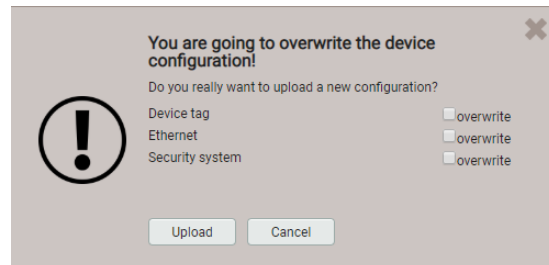 You are going to overwrite the device
configuration!
Do you really want to upload a new configuration?
Device tag overwrite
Ethernet overwrite
Security system overwrite
Upload Cancel